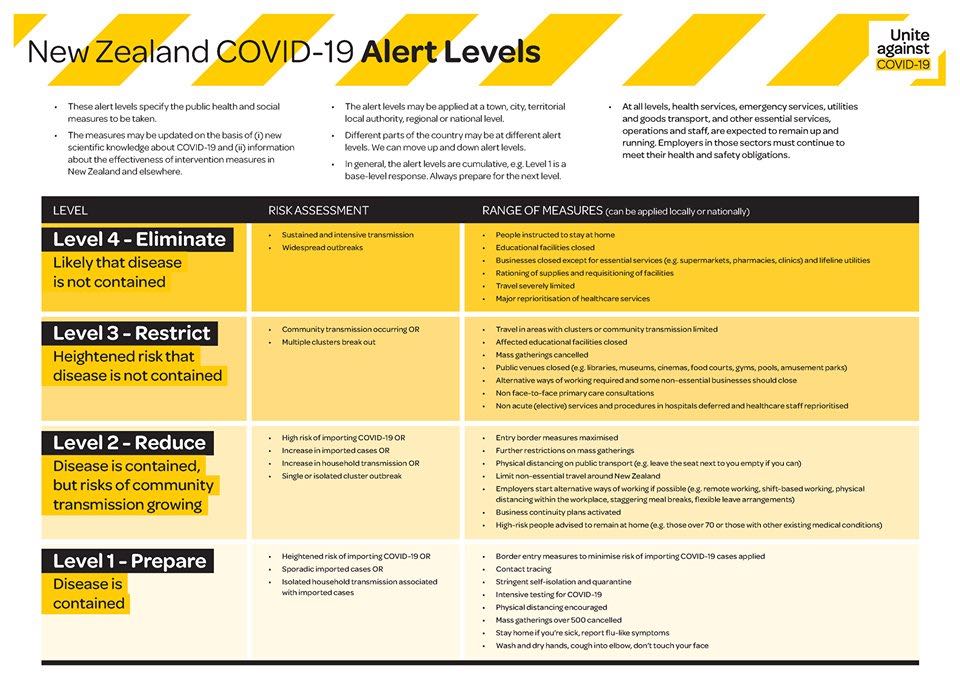 New Zealand COVID-19 Alert Levels
Unite
against
COVID-19
• These alert levels specify the public health and social
measures to be taken.
• The measures may be updated on the basis of (i) new
scientific knowledge about COVID-19 and (ii) information
about the effectiveness of intervention measures in
New Zealand and elsewhere.
• The alert levels may be applied at a town, city, territorial
local authority, regional or national level.
• Different parts of the country may be at different alert
levels. We can move up and down alert levels.
• In general, the alert levels are cumulative, e.g. Level 1 is a
base-level response. Always prepare for the next level.
• At all levels, health services, emergency services, utilities
and goods transport, and other essential services,
operations and staff, are expected to remain up and
running. Employers in those sectors must continue to
meet their health and safety obligations.
LEVEL
RISK ASSESSMENT
RANGE OF MEASURES (can be applied locally or nationally)
Level 4 - Eliminate
Likely that disease
is not contained
• Sustained and intensive transmission
• Widespread outbreaks
• People instructed to stay at home
• Educational facilities closed
• Businesses closed except for essential services (e.g. supermarkets, pharmacies, clinics) and lifeline utilities
• Rationing of supplies and requisitioning of facilities
• Travel severely limited
• Major reprioritisation of healthcare services
Level 3 - Restrict
Heightened risk that
disease is not contained
• Community transmission occurring OR
• Multiple clusters break out
• Travel in areas with clusters or community transmission limited
• Affected educational facilities closed
• Mass gatherings cancelled
• Public venues closed (e.g. libraries, museums, cinemas, food courts, gyms, pools, amusement parks)
• Alternative ways of working required and some non-essential businesses should close
• Non face-to-face primary care consultations
• Non acute (elective) services and procedures in hospitals deferred and healthcare staff reprioritised
Level 2 - Reduce
Disease is contained,
but risks of community
transmission growing
• High risk of importing COVID-19 OR
• Increase in imported cases OR
• Increase in household transmission OR
• Single or isolated cluster outbreak
• Entry border measures maximised
• Further restrictions on mass gatherings
• Physical distancing on public transport (e.g. leave the seat next to you empty if you can)
• Limit non-essential travel around New Zealand
• Employers start alternative ways of working if possible (e.g. remote working, shift-based working, physical
distancing within the workplace, staggering meal breaks, flexible leave arrangements)
• Business continuity plans activated
• High-risk people advised to remain at home (e.g. those over 70 or those with other existing medical conditions)
Level 1 - Prepare
Disease is
contained
• Heightened risk of importing COVID-19 OR
• Sporadic imported cases OR
• Isolated household transmission associated
with imported cases
• Border entry measures to minimise risk of importing COVID-19 cases applied
• Contact tracing
• Stringent self-isolation and quarantine
• Intensive testing for COVID-19
• Physical distancing encouraged
• Mass gatherings over 500 cancelled
• Stay home if you're sick, report flu-like symptoms
• Wash and dry hands, cough into elbow, don't touch your face